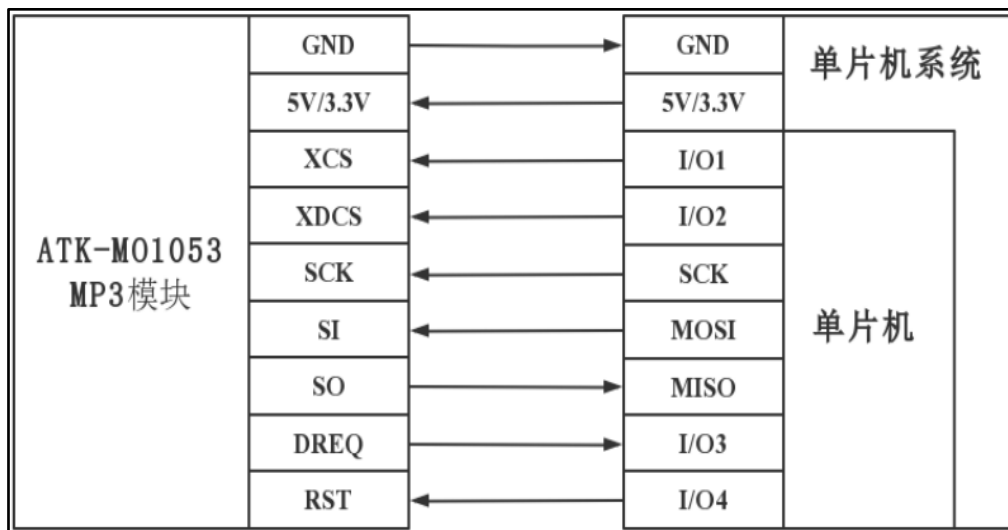 ATK-MO1053
MP3模块
GND
5V/3.3V
XCS
XDCS
SCK
SI
SO
DREQ
RST
GND
5V/3.3V
I/O1
I/O2
SCK
MOSI
MISO
I/O3
I/O4
单片机系统
单片机